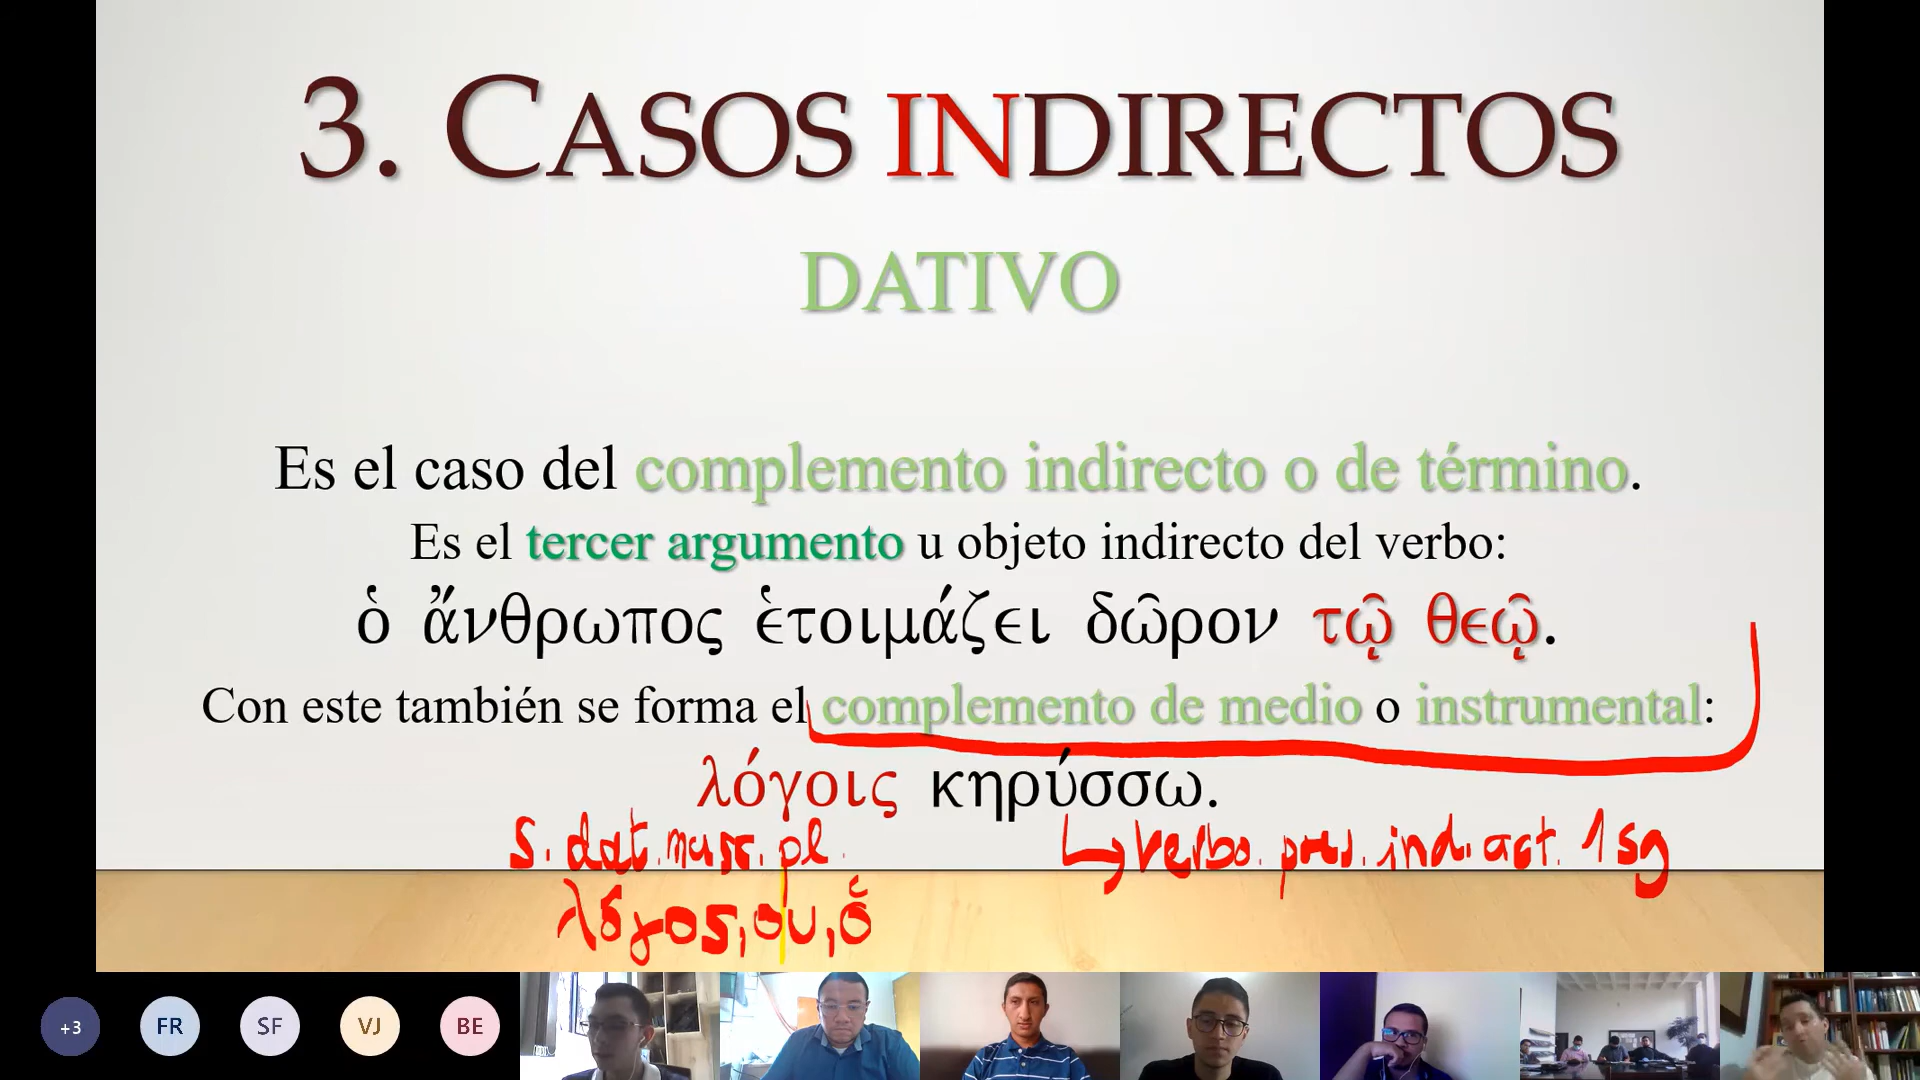 3. CASOS INDIRECTOS
DATIVO
Es el caso del complemento indirecto o de término.
Es el tercer argumento u objeto indirecto del verbo:
ὁ ἄνθρωπος ἑτοιμάζει δῶρον τῷ θεῷ.
Con este también se forma el complemento de medio o instrumental:
λόγοις κηρύσσω.
S. dat. masc. pl. ↳ verbo. pres. ind. act. 1 sg
λόγος, ου, ὁ
+3 FR SF VJ BE